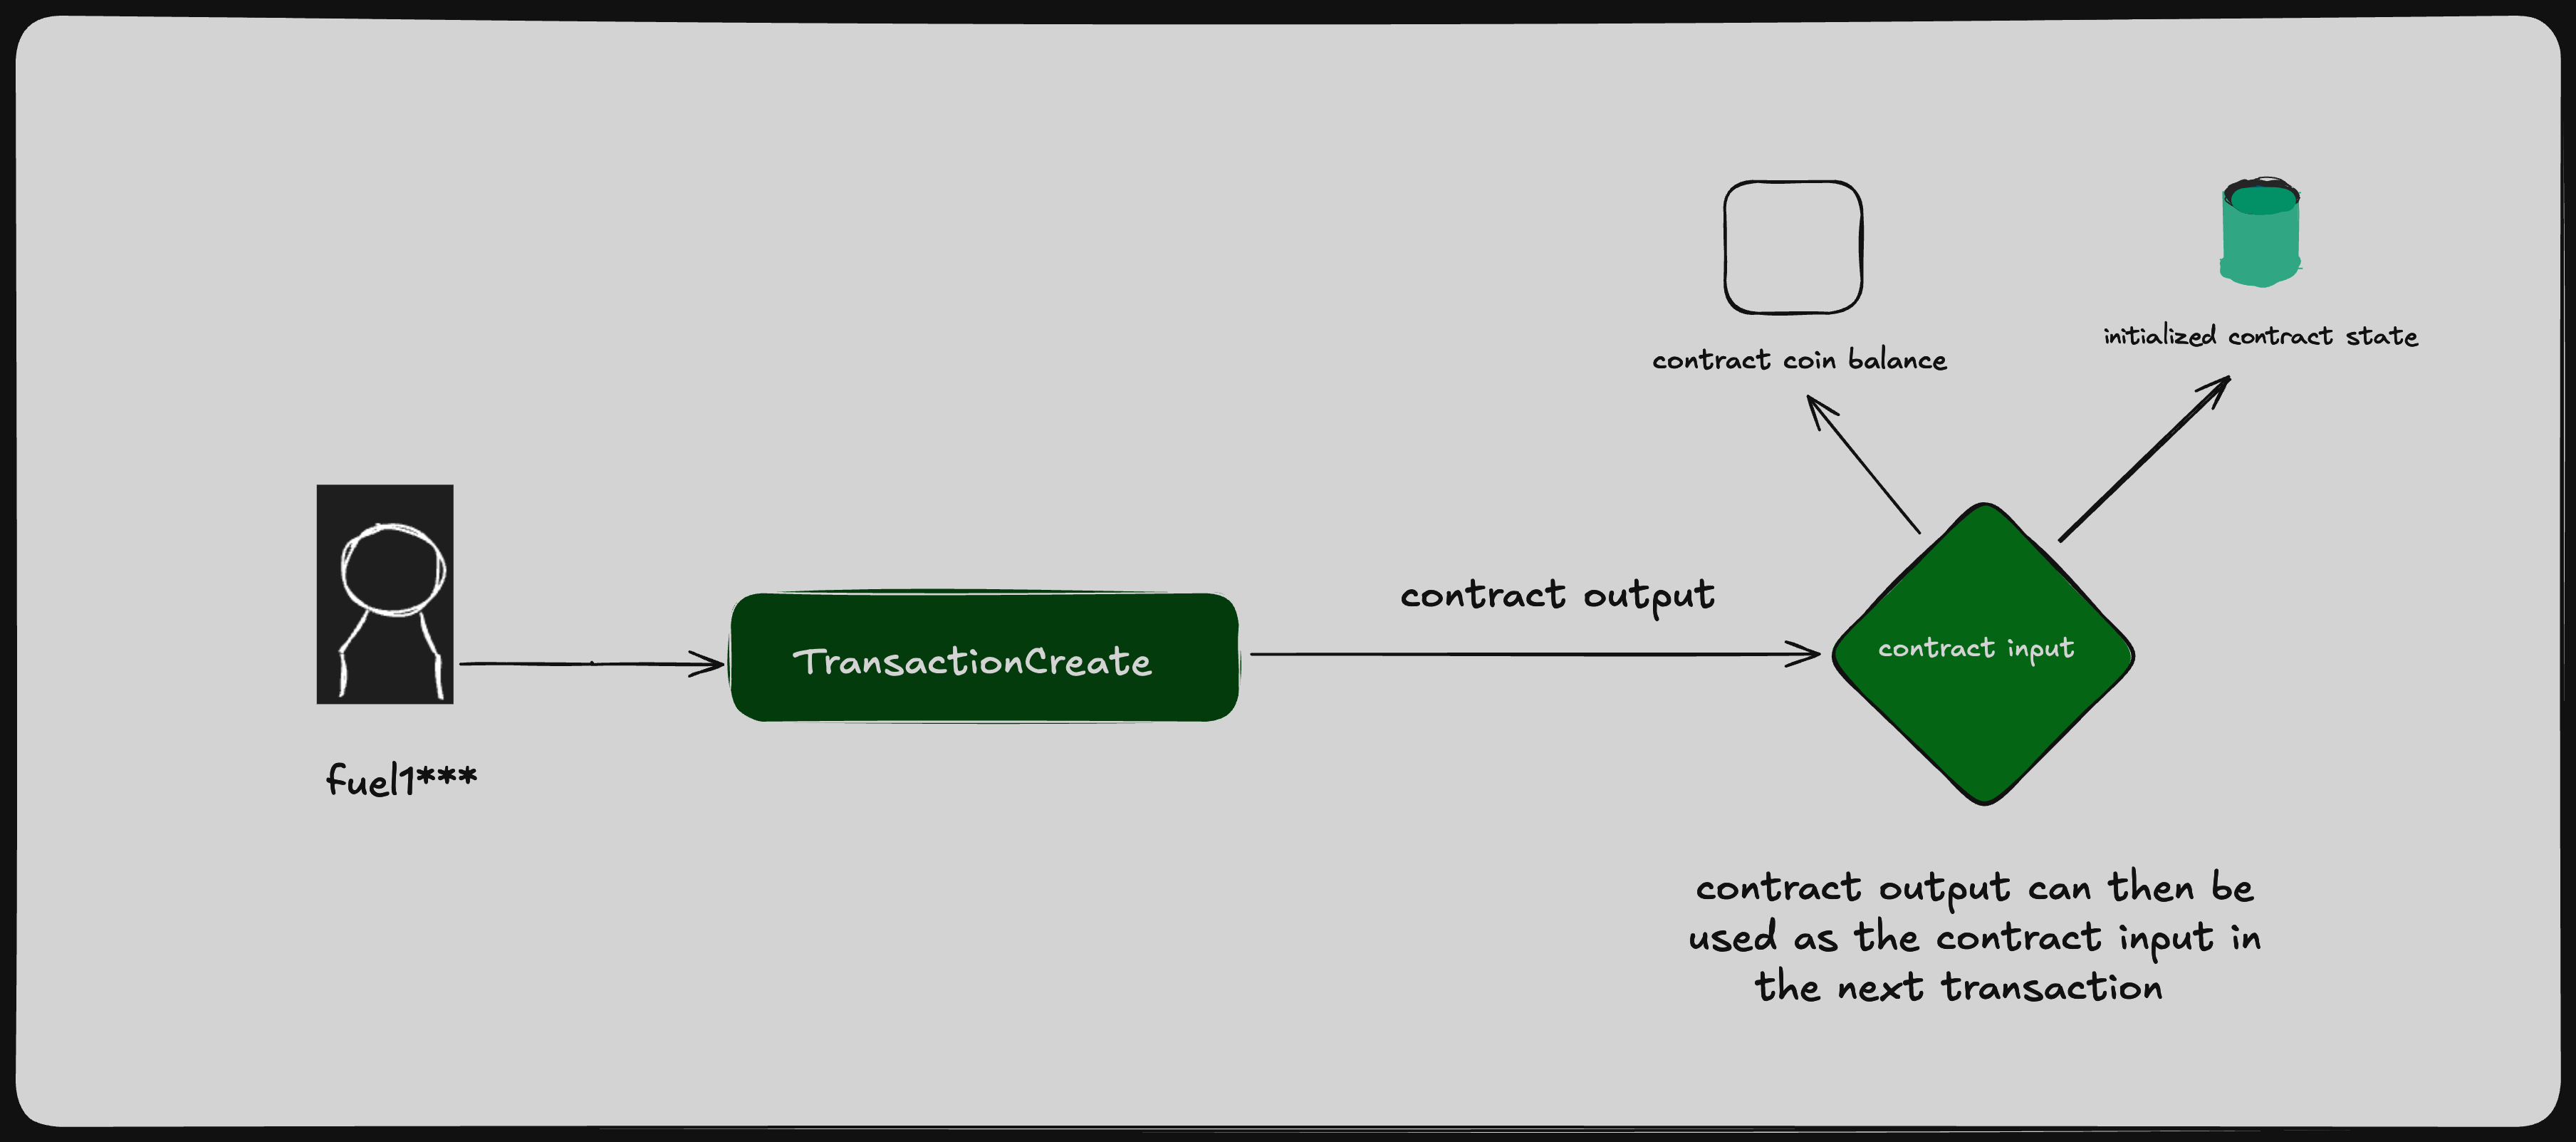 contract coin balance
initialized contract state
fuel1***
TransactionCreate
contract output
contract input
contract output can then be
used as the contract input in
the next transaction